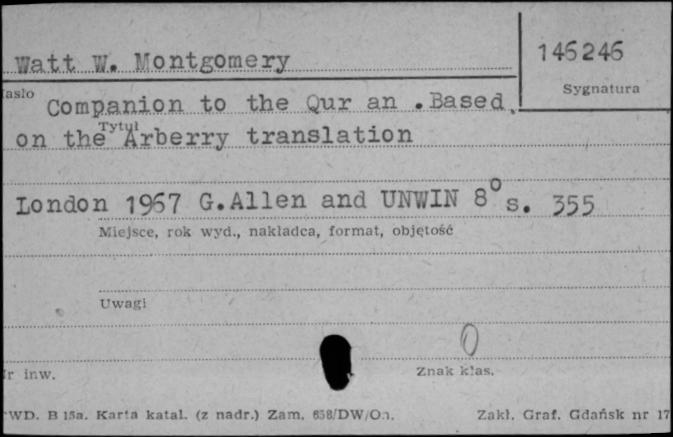 Watt W. Montgomery
146246
Sygnatura
asło
Companion to the Qur an .Based
Tytuł
on the Arberry translation
London 1967 G.Allen and UNWIN 8° s. 355
Miejsce, rok wyd., nakładca, format, objętość
Uwagi
0
r inw.
Znak klas.
WD. B 15a. Karta katal. (z nadr.) Zam. 658/DW/On. Zakł. Graf. Gdańsk nr 17